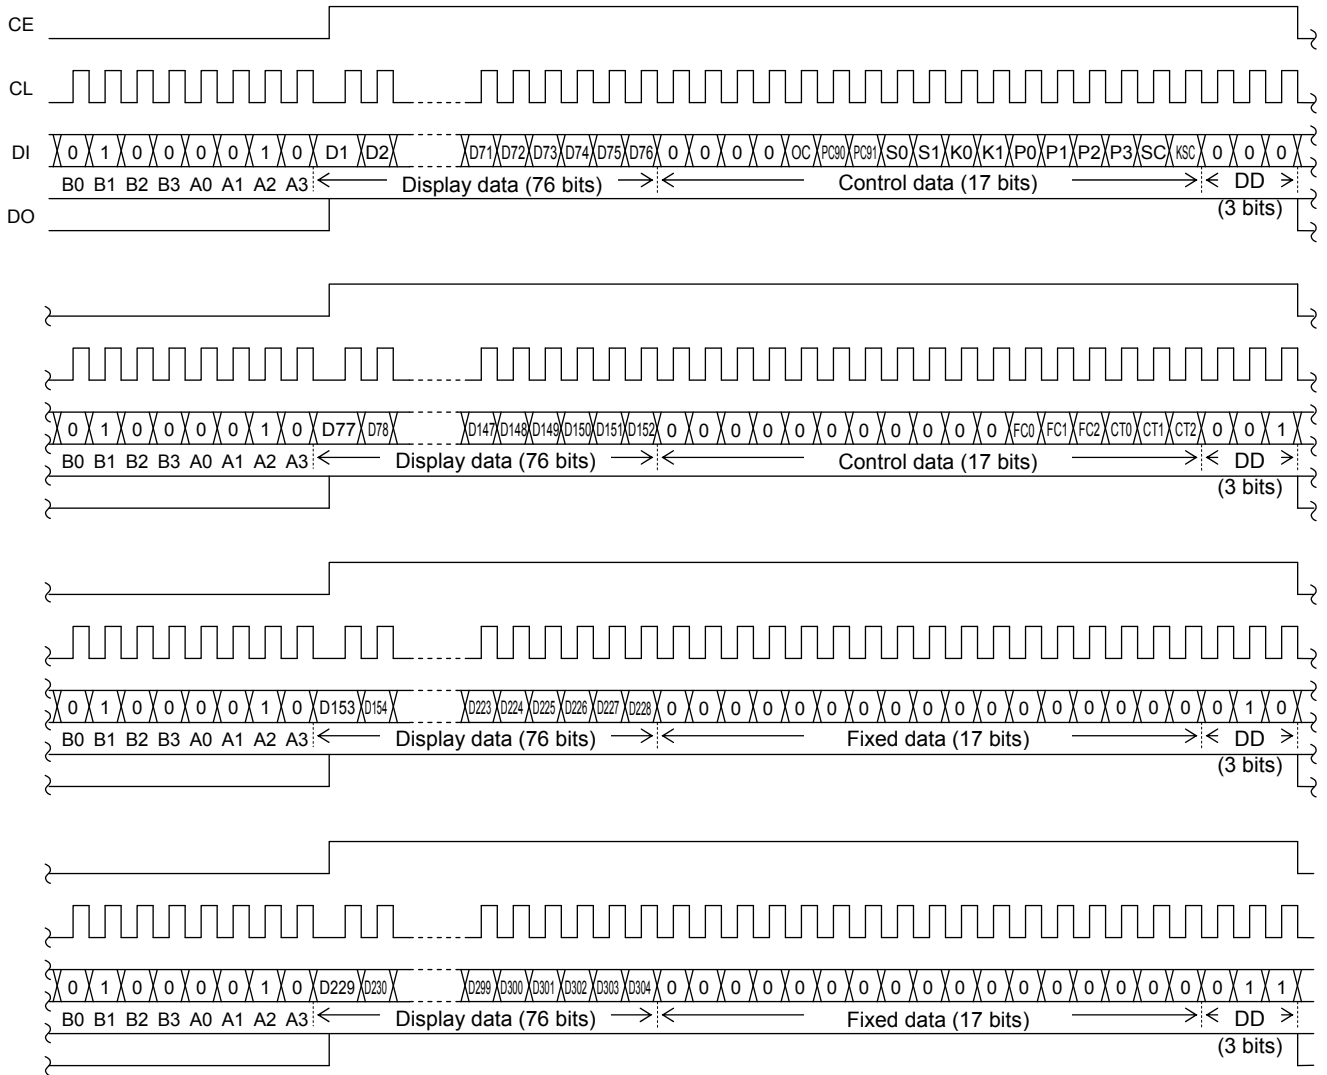 CE
CL
DI 0 1 0 0 0 0 1 0 D1 D2 D71 D72 D73 D74 D75 D76 0 0 0 0 OC PC90 PC91 S0 S1 K0 K1 P0 P1 P2 P3 SC KSC 0 0 0
B0 B1 B2 B3 A0 A1 A2 A3 Display data (76 bits) Control data (17 bits) DD
(3 bits)
DO
0 1 0 0 0 0 1 0 D77 D78 D147 D148 D149 D150 D151 D152 0 0 0 0 0 0 0 0 0 0 0 FC0 FC1 FC2 CT0 CT1 CT2 0 0 1
B0 B1 B2 B3 A0 A1 A2 A3 Display data (76 bits) Control data (17 bits) DD
(3 bits)
0 1 0 0 0 0 1 0 D153 D154 D223 D224 D225 D226 D227 D228 0 0 0 0 0 0 0 0 0 0 0 0 0 0 0 0 0 0 1 0
B0 B1 B2 B3 A0 A1 A2 A3 Display data (76 bits) Fixed data (17 bits) DD
(3 bits)
0 1 0 0 0 0 1 0 D229 D230 D299 D300 D301 D302 D303 D304 0 0 0 0 0 0 0 0 0 0 0 0 0 0 0 0 0 0 1 1
B0 B1 B2 B3 A0 A1 A2 A3 Display data (76 bits) Fixed data (17 bits) DD
(3 bits)